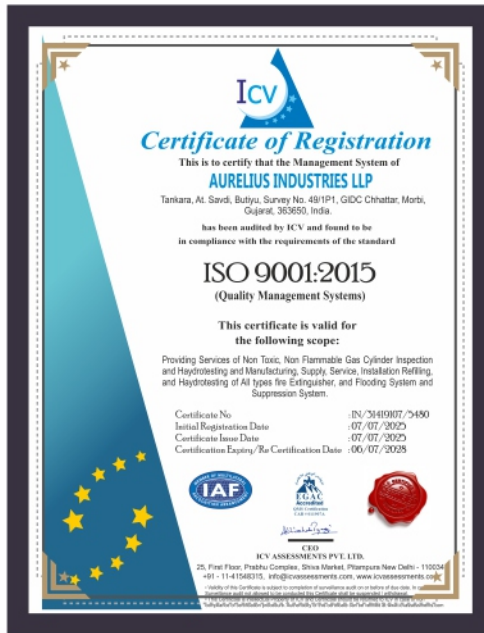 ICV
Certificate of Registration
This is to certify that the Management System of
AURELIUS INDUSTRIES LLP
Tankara, At. Savdi, Butiyu, Survey No. 49/1P1, GIDC Chhattar, Morbi,
Gujarat, 363650, India.
has been audited by ICV and found to be
in compliance with the requirements of the standard
ISO 9001:2015
(Quality Management Systems)
This certificate is valid for
the following scope:
Providing Services of Non Toxic, Non Flammable Gas Cylinder Inspection
and Haydrotesting and Manufacturing, Supply, Service, Installation Refilling,
and Haydrotesting of All types fire Extinguisher, and Flooding System and
Suppression System.
Certificate No : IN/31419107/5480
Initial Registration Date : 07/07/2025
Certificate Issue Date : 07/07/2025
Certification Expiry/Re Certification Date : 06/07/2028
IAF
EGAC
Accredited
CEO
ICV ASSESSMENTS PVT. LTD.
25, First Floor, Prabhu Complex, Shiva Market, Pitampura New Delhi - 110034
+91 - 11-41548315, info@icvassessments.com, www.icvassessments.com